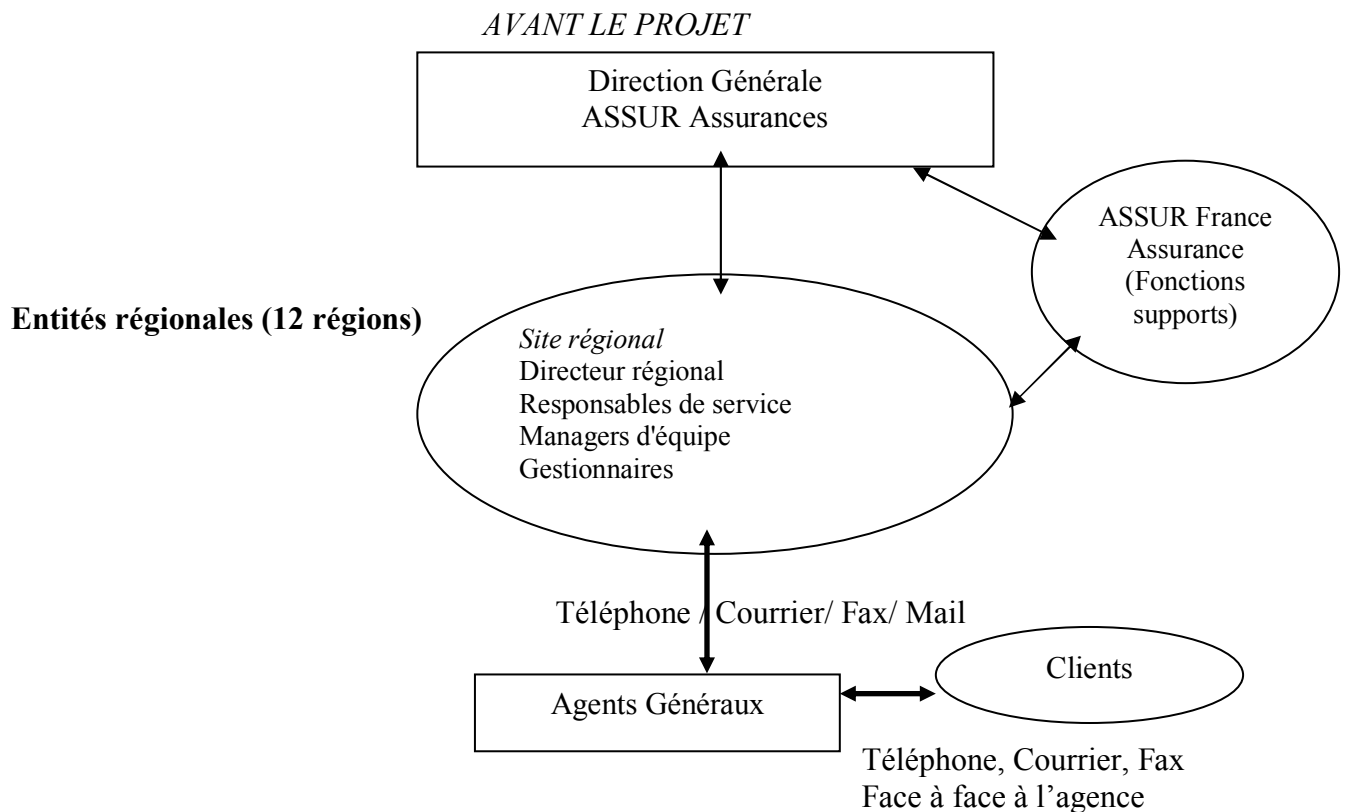 AVANT LE PROJET
Direction Générale
ASSUR Assurances
ASSUR France
Assurance
(Fonctions
supports)
Entités régionales (12 régions)
Site régional
Directeur régional
Responsables de service
Managers d'équipe
Gestionnaires
Téléphone / Courrier/ Fax/ Mail
Clients
Agents Généraux
Téléphone, Courrier, Fax
Face à face à l’agence